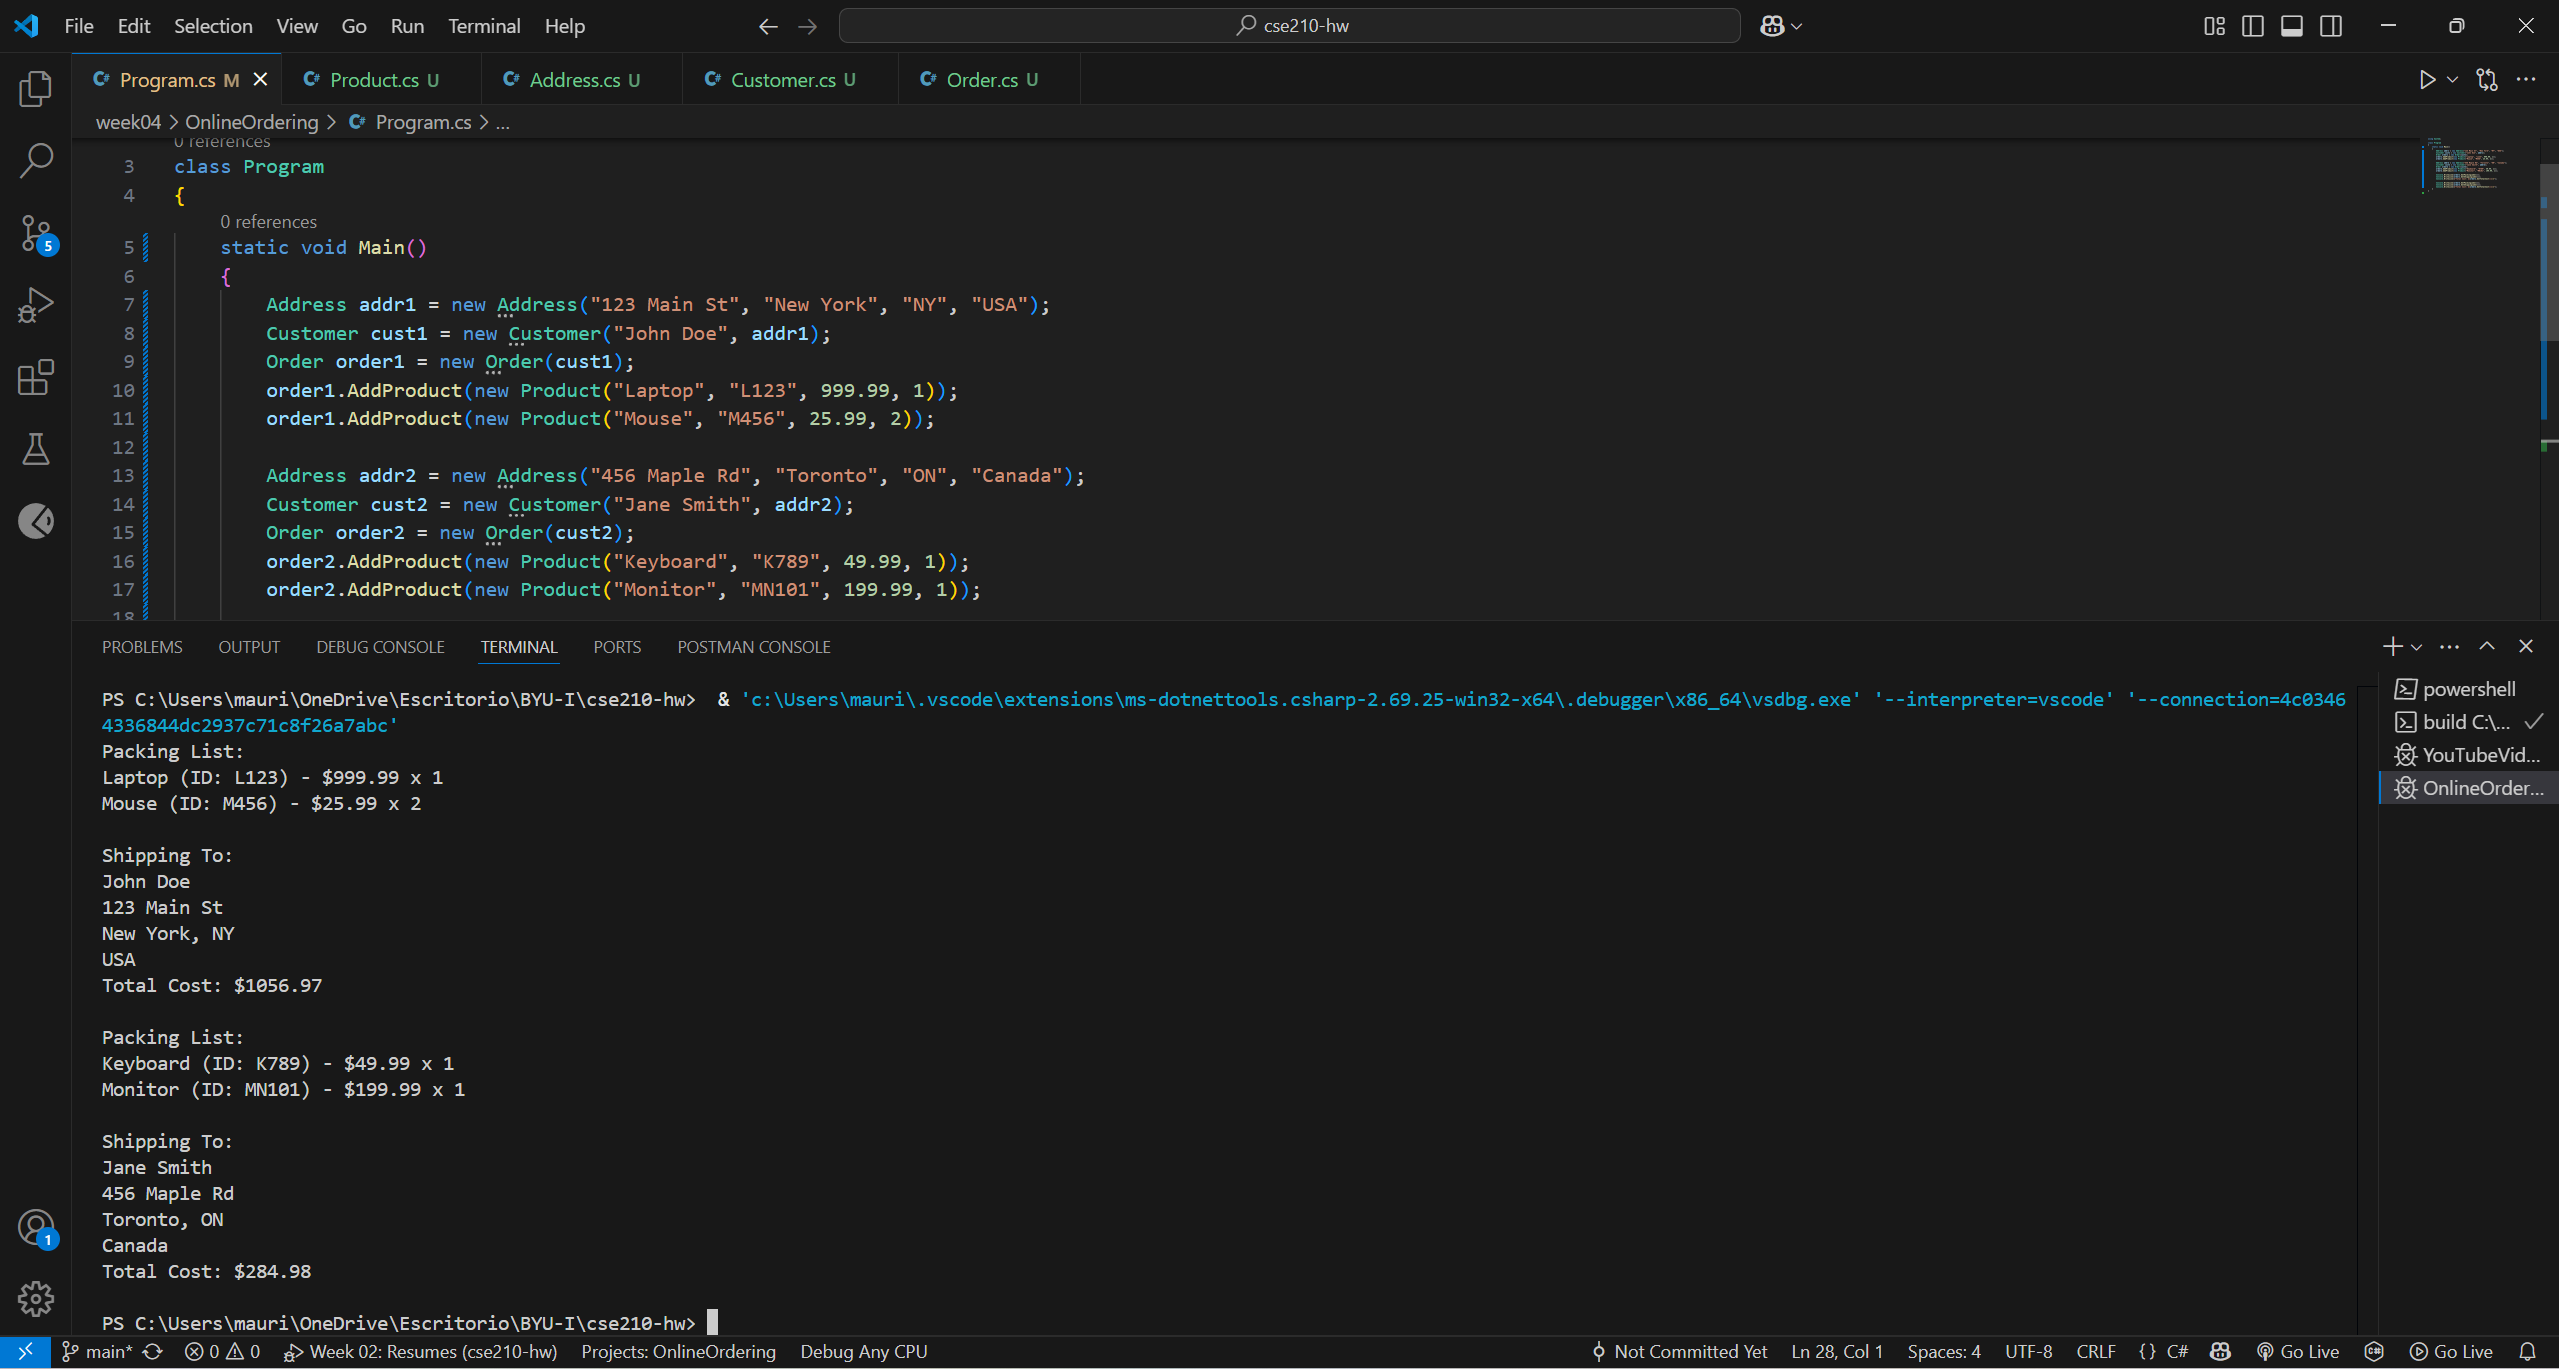 File Edit Selection View Go Run Terminal Help
cse210-hw
Program.cs M
Product.cs U
Address.cs U
Customer.cs U
Order.cs U
week04 > OnlineOrdering > Program.cs > ...
0 references
3 class Program
4 {
0 references
5 static void Main()
6 {
7 Address addr1 = new Address("123 Main St", "New York", "NY", "USA");
8 Customer cust1 = new Customer("John Doe", addr1);
9 Order order1 = new Order(cust1);
10 order1.AddProduct(new Product("Laptop", "L123", 999.99, 1));
11 order1.AddProduct(new Product("Mouse", "M456", 25.99, 2));
12
13 Address addr2 = new Address("456 Maple Rd", "Toronto", "ON", "Canada");
14 Customer cust2 = new Customer("Jane Smith", addr2);
15 Order order2 = new Order(cust2);
16 order2.AddProduct(new Product("Keyboard", "K789", 49.99, 1));
17 order2.AddProduct(new Product("Monitor", "MN101", 199.99, 1));
18
PROBLEMS OUTPUT DEBUG CONSOLE TERMINAL PORTS POSTMAN CONSOLE
PS C:\Users\mauri\OneDrive\Escritorio\BYU-I\cse210-hw>  & 'c:\Users\mauri\.vscode\extensions\ms-dotnettools.csharp-2.69.25-win32-x64\.debugger\x86_64\vsdbg.exe' '--interpreter=vscode' '--connection=4c0346
4336844dc2937c71c8f26a7abc'
Packing List:
Laptop (ID: L123) - $999.99 x 1
Mouse (ID: M456) - $25.99 x 2
Shipping To:
John Doe
123 Main St
New York, NY
USA
Total Cost: $1056.97
Packing List:
Keyboard (ID: K789) - $49.99 x 1
Monitor (ID: MN101) - $199.99 x 1
Shipping To:
Jane Smith
456 Maple Rd
Toronto, ON
Canada
Total Cost: $284.98
PS C:\Users\mauri\OneDrive\Escritorio\BYU-I\cse210-hw>
powershell
build C:\...
YouTubeVid...
OnlineOrder...
5
1
main* 0 0 Week 02: Resumes (cse210-hw) Projects: OnlineOrdering Debug Any CPU Not Committed Yet Ln 28, Col 1 Spaces: 4 UTF-8 CRLF {} C# Go Live Go Live